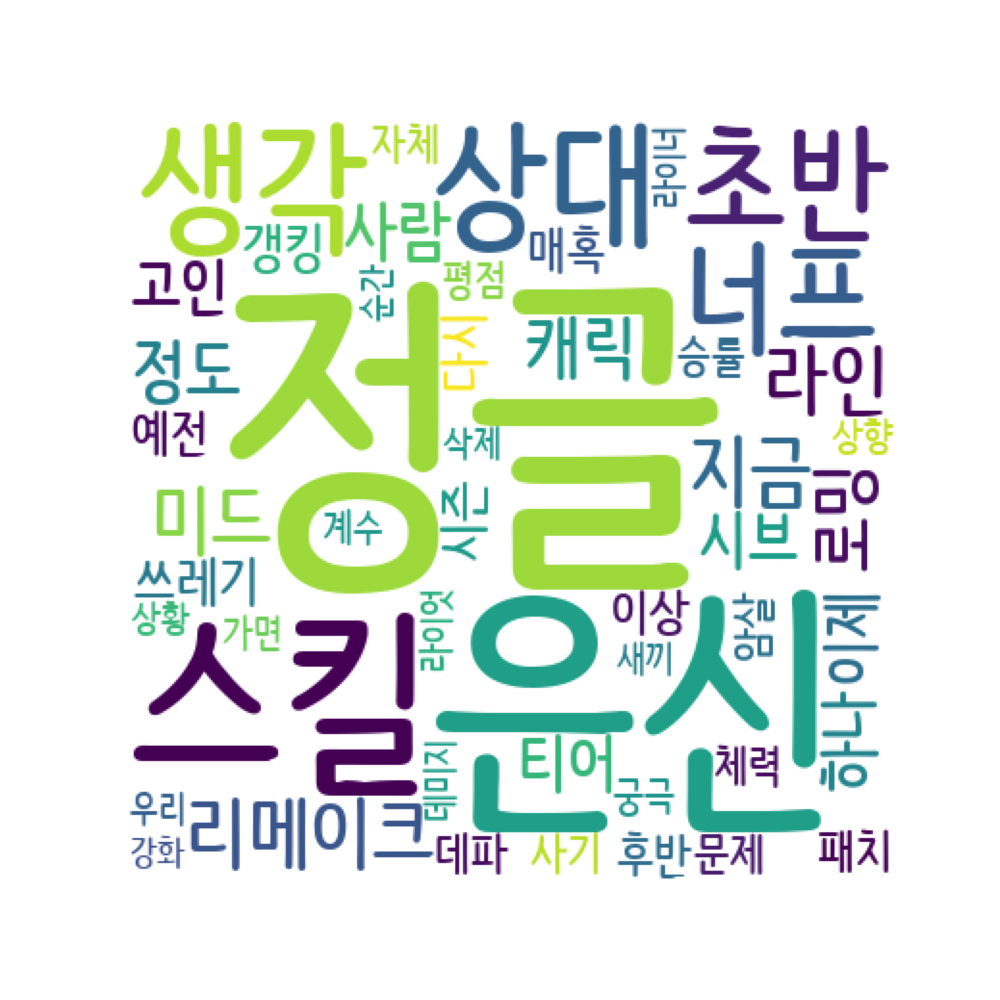 생각
자체
상대
라이너
초반
갱킹
사람
매혹
너프
고인
순간
평점
정글
캐릭
승률
라인
정도
다시
예전
삭제
상향
지금
로밍
미드
계수
시즌
시브
쓰레기
상황
가면
라이엇
은신
이상
새끼
암살
하나이제
스킬
티어
체력
데미지
궁극
우리
강화
리메이크
데파
사기
후반
문제
패치